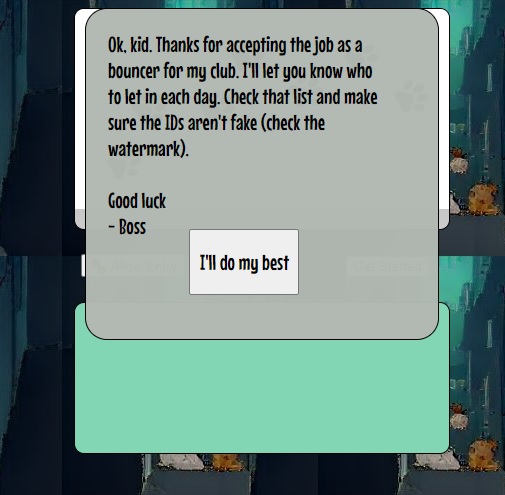 Ok, kid. Thanks for accepting the job as a
bouncer for my club. I'll let you know who
to let in each day. Check that list and make
sure the IDs aren't fake (check the
watermark).
Good luck
- Boss
I'll do my best